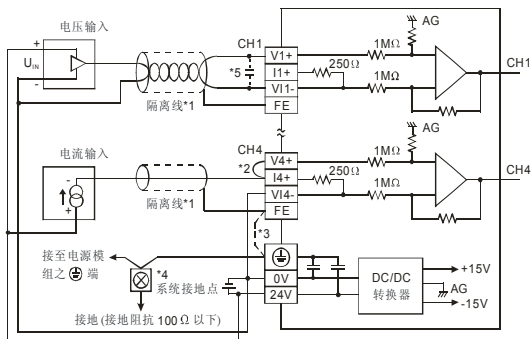 电压输入
+
UIN
-
隔离线*1
CH1
*5
V1+
I1+
VI1-
FE
250Ω
1MΩ
1MΩ
AG
CH1
电流输入
-
+
隔离线*1
CH4
*2
V4+
I4+
VI4-
FE
250Ω
1MΩ
1MΩ
AG
CH4
*3
接至电源模
组之 端
*4
系统接地点
接地(接地阻抗 100Ω 以下)
0V
24V
DC/DC
转换器
+15V
AG
-15V